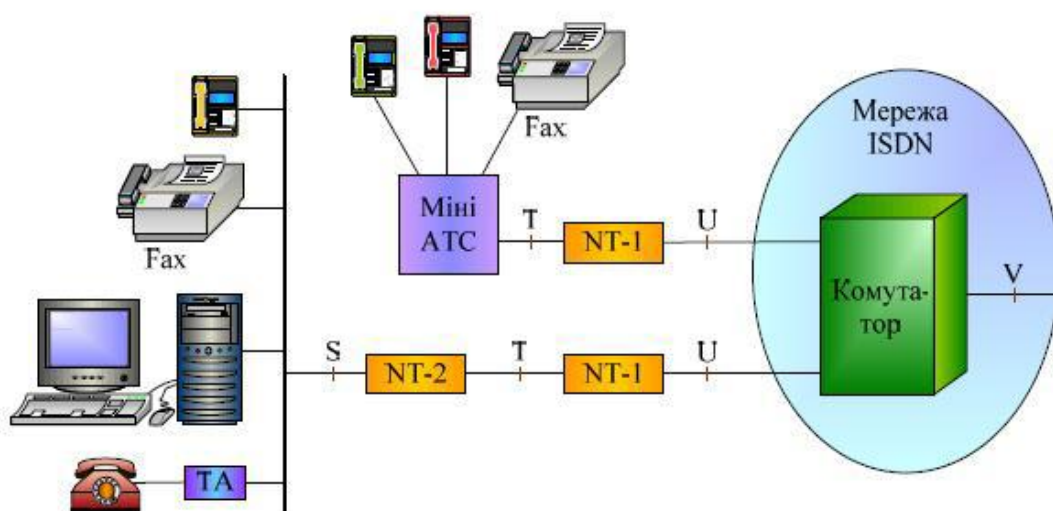 Fax
Мережа
ISDN
Fax
Міні
АТС
T
NT-1
U
Комута-
тор
V
S
NT-2
T
NT-1
U
TA